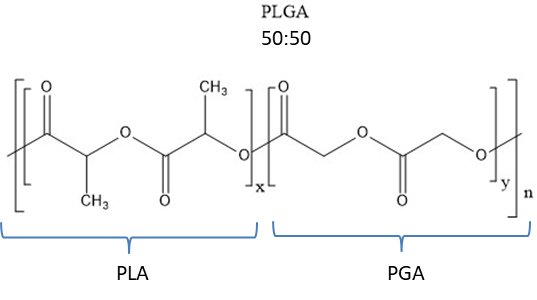 PLGA
50:50
O CH₃ O
O O O
CH₃ O x O y n
PLA PGA